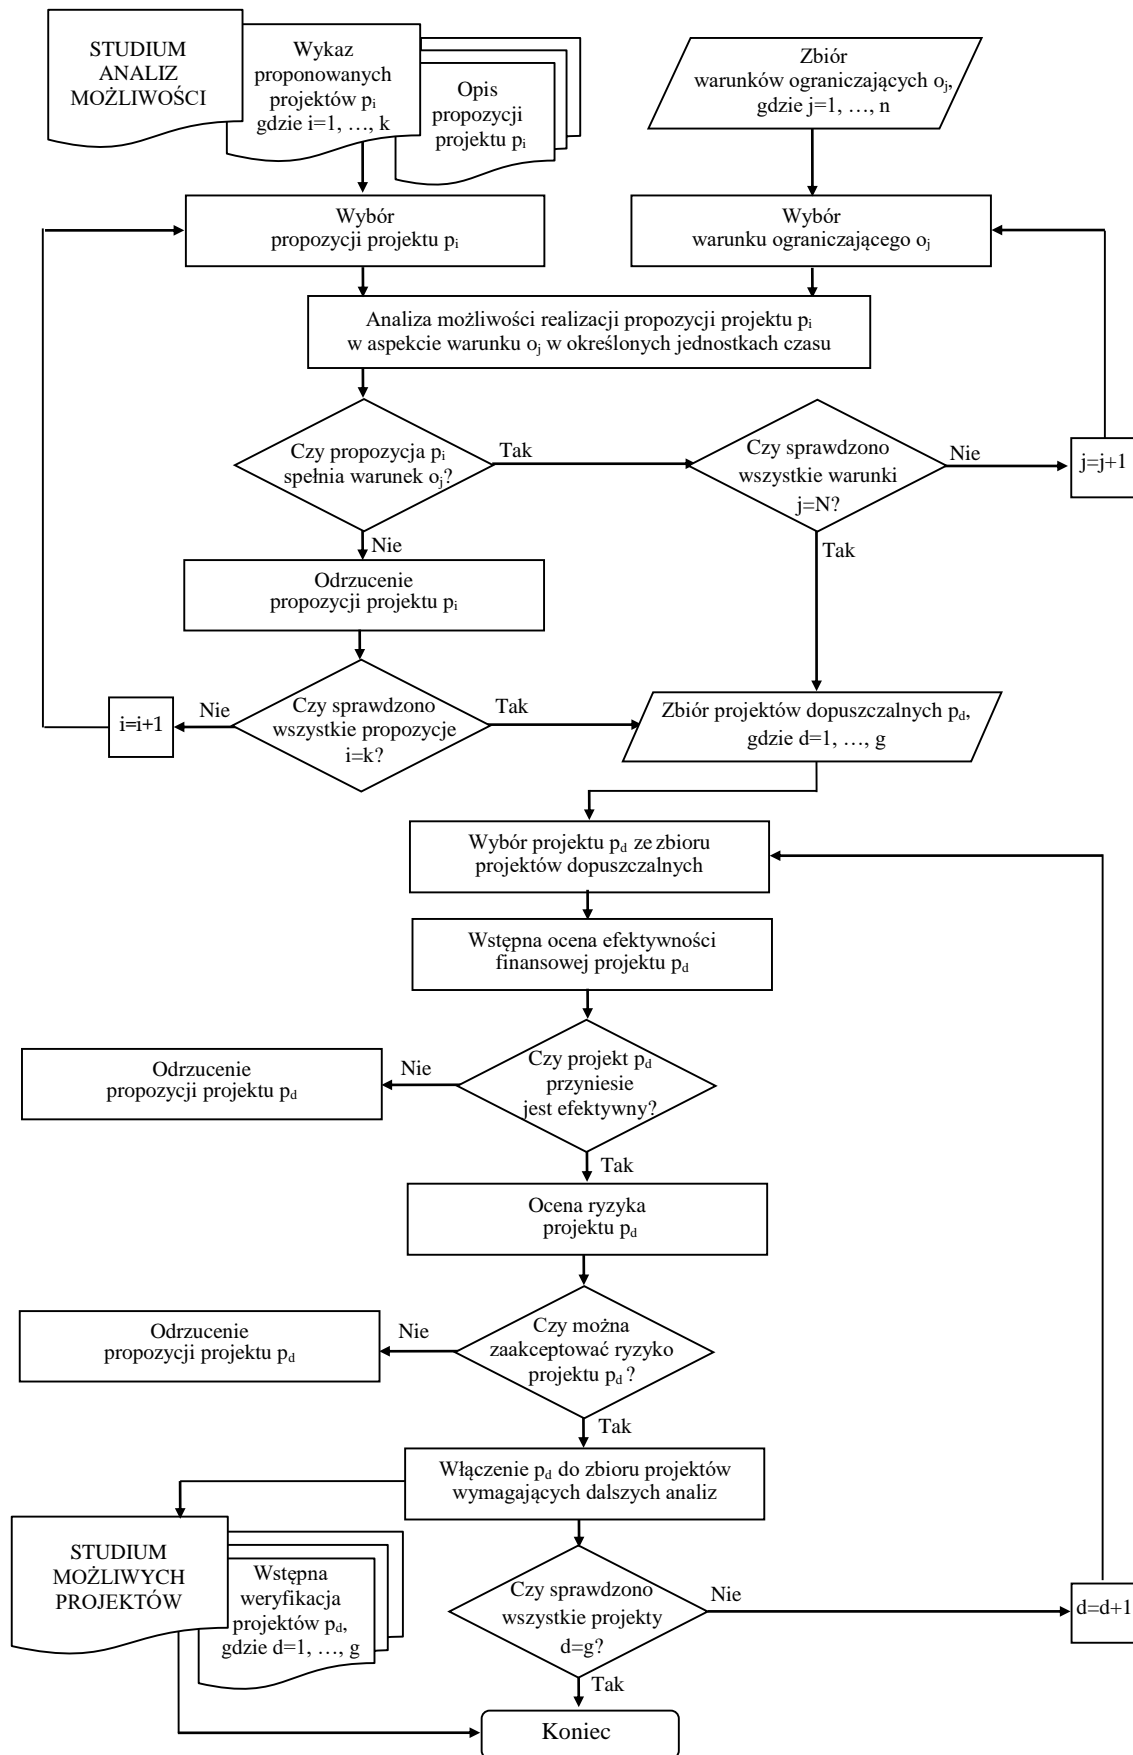 STUDIUM
ANALIZ
MOŻLIWOŚCI
Wykaz
proponowanych
projektów pi
gdzie i=1, …, k
Opis
propozycji
projektu pi
Zbiór
warunków ograniczających oj,
gdzie j=1, …, n
Wybór
propozycji projektu pi
Wybór
warunku ograniczającego oj
Analiza możliwości realizacji propozycji projektu pi
w aspekcie warunku oj w określonych jednostkach czasu
Czy propozycja pi
spełnia warunek oj?
Tak
Czy sprawdzono
wszystkie warunki
j=N?
Nie
j=j+1
Nie
Tak
Odrzucenie
propozycji projektu pi
i=i+1
Nie
Czy sprawdzono
wszystkie propozycje
i=k?
Tak
Zbiór projektów dopuszczalnych pd,
gdzie d=1, …, g
Wybór projektu pd ze zbioru
projektów dopuszczalnych
Wstępna ocena efektywności
finansowej projektu pd
Odrzucenie
propozycji projektu pd
Nie
Czy projekt pd
przyniesie
jest efektywny?
Tak
Ocena ryzyka
projektu pd
Odrzucenie
propozycji projektu pd
Nie
Czy można
zaakceptować ryzyko
projektu pd ?
Tak
Włączenie pd do zbioru projektów
wymagających dalszych analiz
STUDIUM
MOŻLIWYCH
PROJEKTÓW
Wstępna
weryfikacja
projektów pd,
gdzie d=1, …, g
Czy sprawdzono
wszystkie projekty
d=g?
Nie
d=d+1
Tak
Koniec